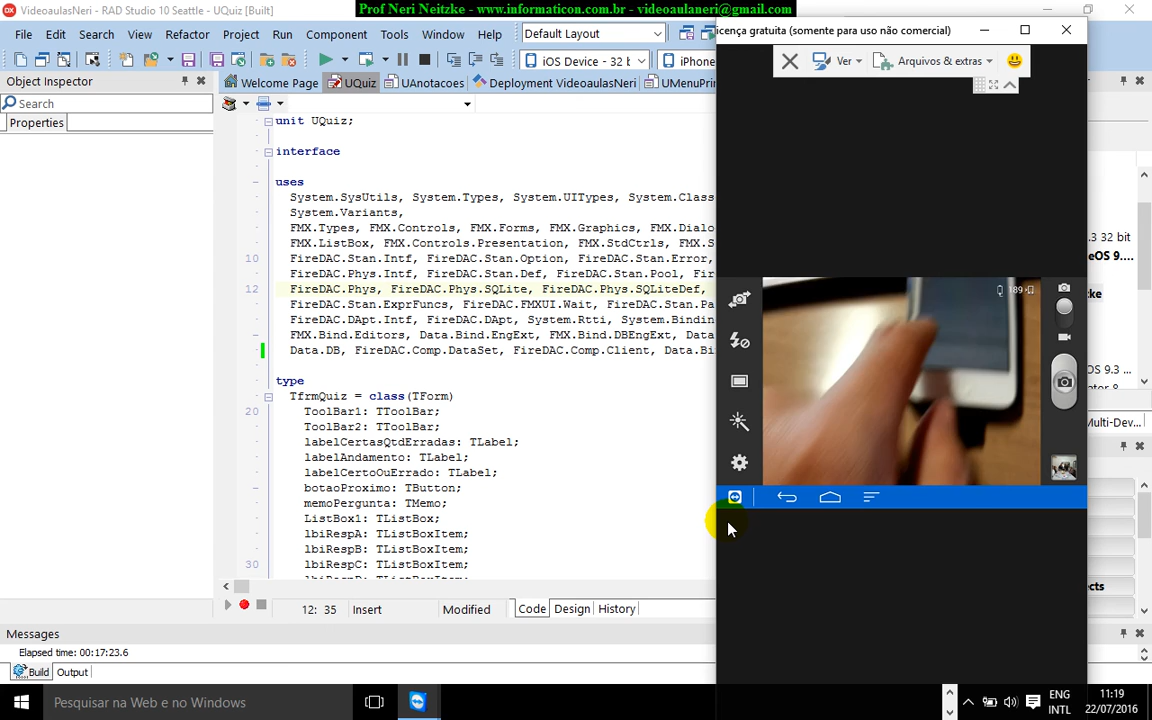 VideoaulasNeri - RAD Studio 10 Seattle - UQuiz [Built]
Prof Neri Neitzke - www.informaticon.com.br - videoaulaneri@gmail.com
File Edit Search View Refactor Project Run Component Tools Window Help
Default Layout
icença gratuita (somente para uso não comercial)
Ver
Arquivos & extras
iOS Device - 32 b
iPhone
Object Inspector
Search
Properties
Welcome Page
UQuiz
UAnotacoes
Deployment VideoaulasNeri
UMenuPrin
unit UQuiz;
interface
uses
System.SysUtils, System.Types, System.UITypes, System.Class
System.Variants,
FMX.Types, FMX.Controls, FMX.Forms, FMX.Graphics, FMX.Dialo
FMX.ListBox, FMX.Controls.Presentation, FMX.StdCtrls, FMX.S
10 FireDAC.Stan.Intf, FireDAC.Stan.Option, FireDAC.Stan.Error,
FireDAC.Phys.Intf, FireDAC.Stan.Def, FireDAC.Stan.Pool, Fir
12 FireDAC.Phys, FireDAC.Phys.SQLite, FireDAC.Phys.SQLiteDef,
FireDAC.Stan.ExprFuncs, FireDAC.FMXUI.Wait, FireDAC.Stan.Pa
FireDAC.DApt.Intf, FireDAC.DApt, System.Rtti, System.Bindin
FMX.Bind.Editors, Data.Bind.EngExt, FMX.Bind.DBEngExt, Data
Data.DB, FireDAC.Comp.DataSet, FireDAC.Comp.Client, Data.Bi
type
TfrmQuiz = class(TForm)
20 ToolBar1: TToolBar;
ToolBar2: TToolBar;
labelCertasQtdErradas: TLabel;
labelAndamento: TLabel;
labelCertoOuErrado: TLabel;
botaoProximo: TButton;
memoPergunta: TMemo;
ListBox1: TListBox;
lbiRespA: TListBoxItem;
lbiRespB: TListBoxItem;
30 lbiRespC: TListBoxItem;
lbiRespD: TListBoxItem;
189
.3 32 bit
eOS 9....
ke
OS 9.3 ...
Multi-Dev...
ects
12: 35 Insert Modified
Code Design History
Messages
Elapsed time: 00:17:23.6
Build Output
Pesquisar na Web e no Windows
ENG
INTL
11:19
22/07/2016